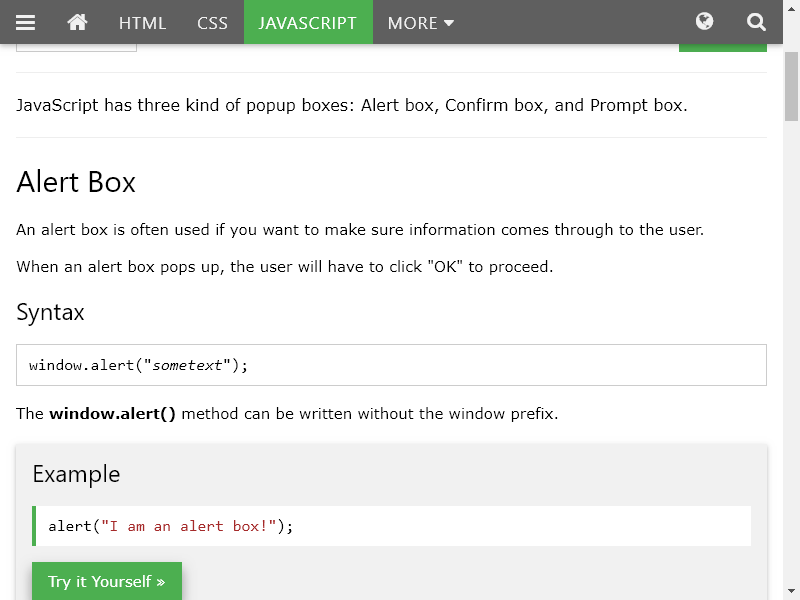 HTML CSS JAVASCRIPT MORE
JavaScript has three kind of popup boxes: Alert box, Confirm box, and Prompt box.
Alert Box
An alert box is often used if you want to make sure information comes through to the user.
When an alert box pops up, the user will have to click "OK" to proceed.
Syntax
window.alert("sometext");
The window.alert() method can be written without the window prefix.
Example
alert("I am an alert box!");
Try it Yourself »